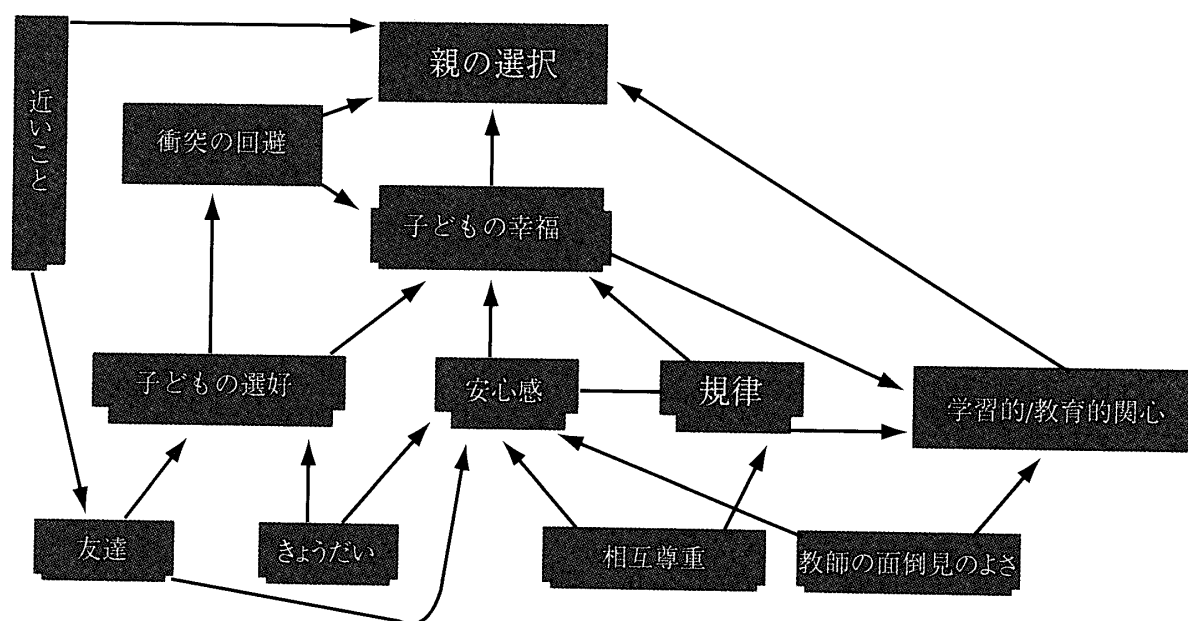 親の選択
近いこと
衝突の回避
子どもの幸福
子どもの選好
安心感
規律
学習的/教育的関心
友達
きょうだい
相互尊重
教師の面倒見のよさ